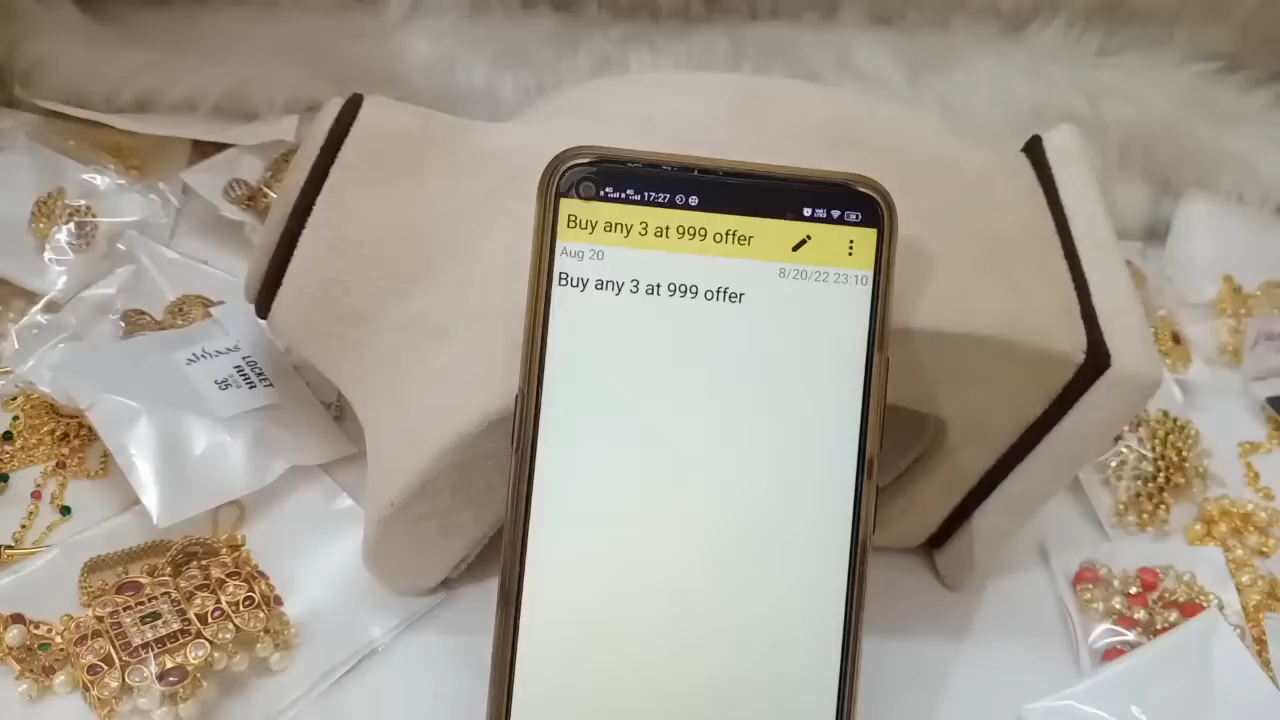 17:27
Buy any 3 at 999 offer
Aug 20
8/20/22 23:10
Buy any 3 at 999 offer
LOCKET
RRR
35